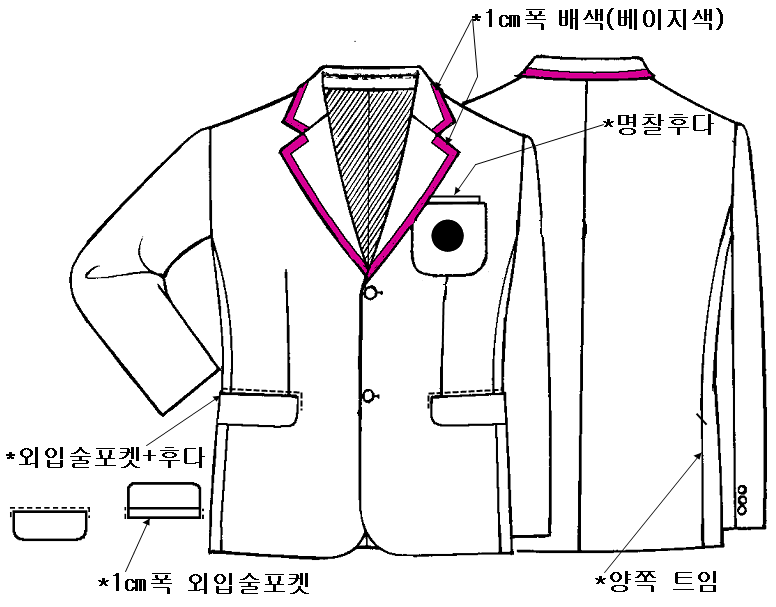 *1cm폭 배색(베이지색)
*명찰후다
*외입술포켓+후다
*1cm폭 외입술포켓
*양쪽 트임